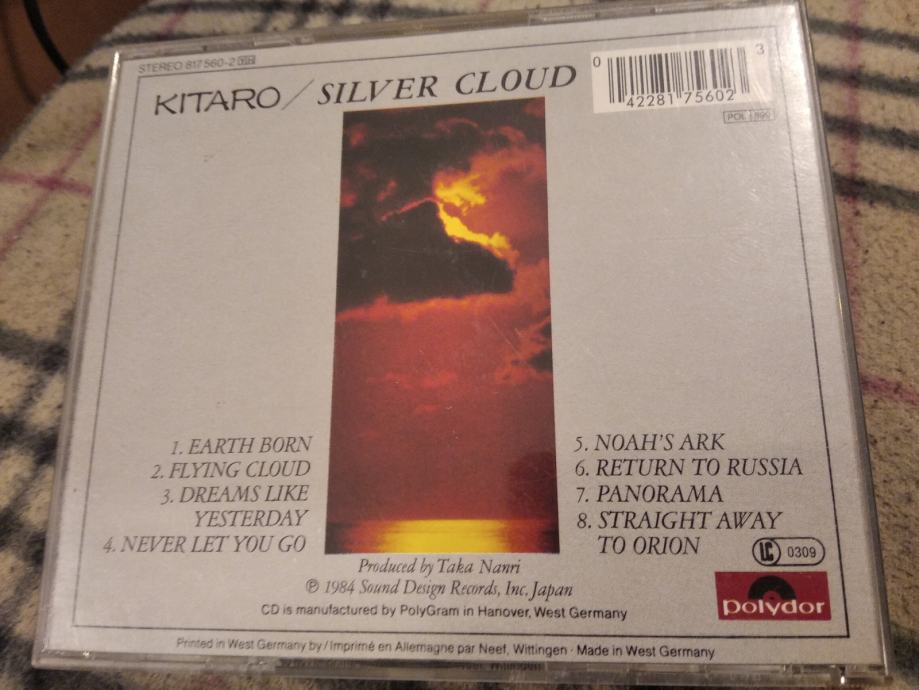 STEREO 817 560-2
KITARO / SILVER CLOUD
0 42281 75602 3
POL 900
1. EARTH BORN
2. FLYING CLOUD
3. DREAMS LIKE
YESTERDAY
4. NEVER LET YOU GO
5. NOAH'S ARK
6. RETURN TO RUSSIA
7. PANORAMA
8. STRAIGHT AWAY
TO ORION
LC 0309
Produced by Taka Nanri
℗ 1984 Sound Design Records, Inc. Japan
CD is manufactured by PolyGram in Hanover, West Germany
polydor
Printed in West Germany by / Imprimé en Allemagne par Neef, Wittingen · Made in West Germany